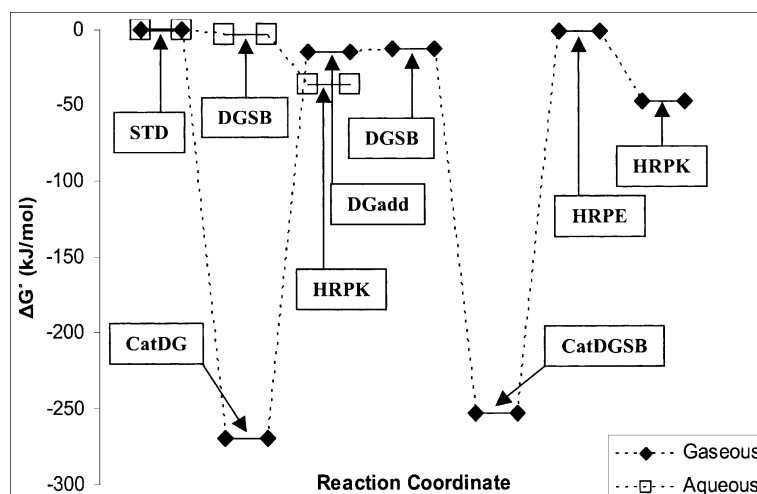 0
-50
-100
-150
-200
-250
-300
ΔG° (kJ/mol)
STD
DGSB
HRPK
DGadd
DGSB
HRPE
HRPK
CatDG
CatDGSB
Reaction Coordinate
Gaseous
Aqueous